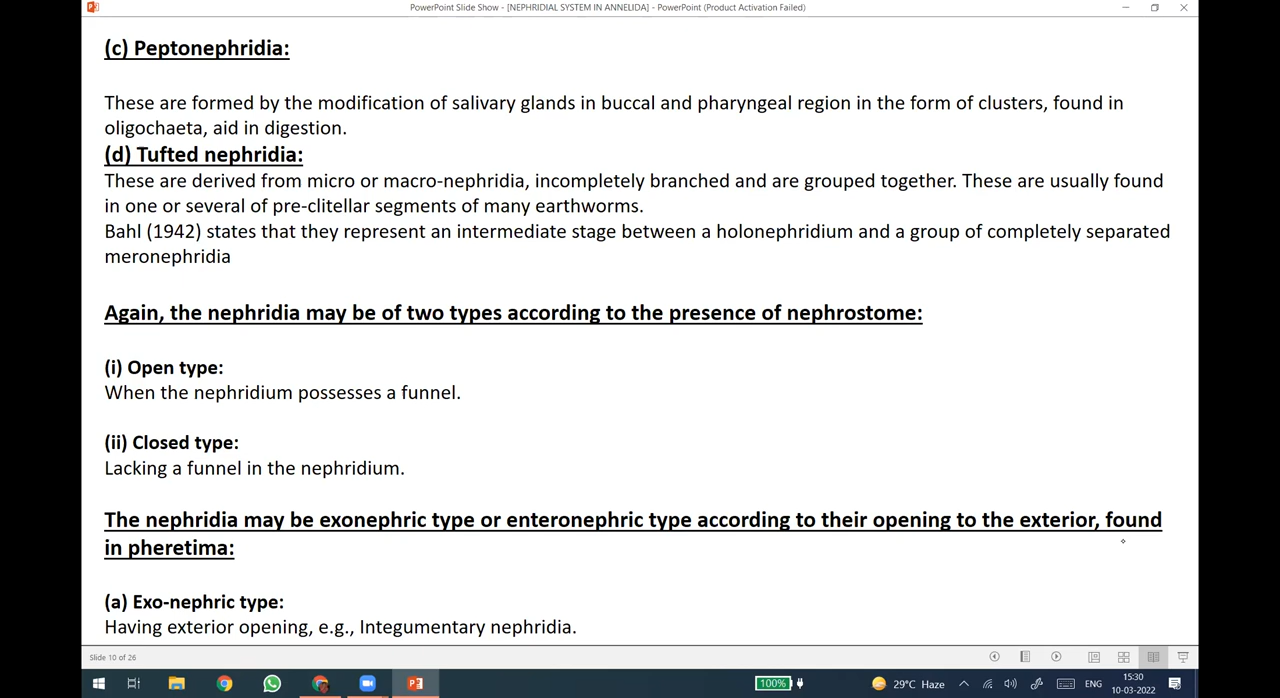 PowerPoint Slide Show - [NEPHRIDIAL SYSTEM IN ANNELIDA] - PowerPoint (Product Activation Failed)
(c) Peptonephridia:
These are formed by the modification of salivary glands in buccal and pharyngeal region in the form of clusters, found in
oligochaeta, aid in digestion.
(d) Tufted nephridia:
These are derived from micro or macro-nephridia, incompletely branched and are grouped together. These are usually found
in one or several of pre-clitellar segments of many earthworms.
Bahl (1942) states that they represent an intermediate stage between a holonephridium and a group of completely separated
meronephridia
Again, the nephridia may be of two types according to the presence of nephrostome:
(i) Open type:
When the nephridium possesses a funnel.
(ii) Closed type:
Lacking a funnel in the nephridium.
The nephridia may be exonephric type or enteronephric type according to their opening to the exterior, found
in pheretima:
(a) Exo-nephric type:
Having exterior opening, e.g., Integumentary nephridia.
Slide 10 of 26
100%
29°C Haze
ENG
15:30
10-03-2022